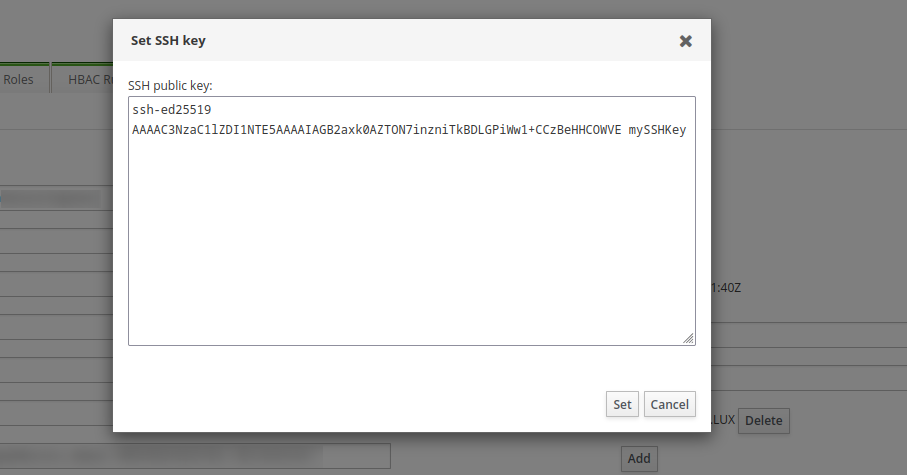 Set SSH key
Roles
HBAC Ru
SSH public key:
ssh-ed25519
AAAAC3NzaC1lZDI1NTE5AAAAIAGB2axk0AZTON7inzniTkBDLGPiWw1+CCzBeHHCOWVE mySSHKey
1:40Z
Set
Cancel
.LUX
Delete
Add